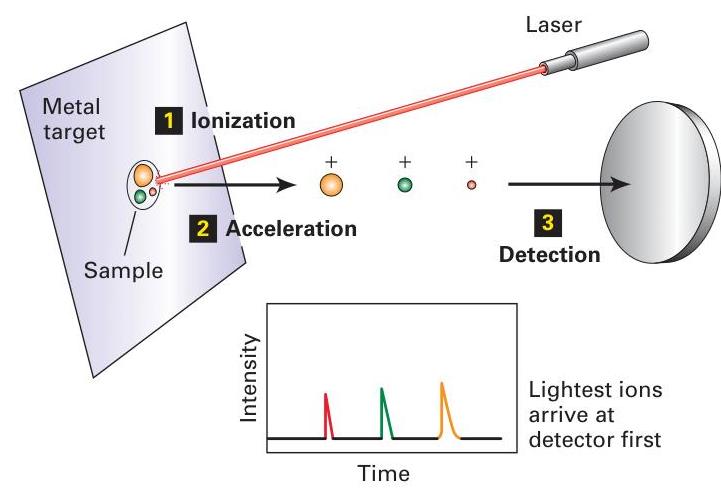 Laser
Metal
target
1 Ionization
+ + +
2 Acceleration
3
Detection
Sample
Intensity
Lightest ions
arrive at
detector first
Time